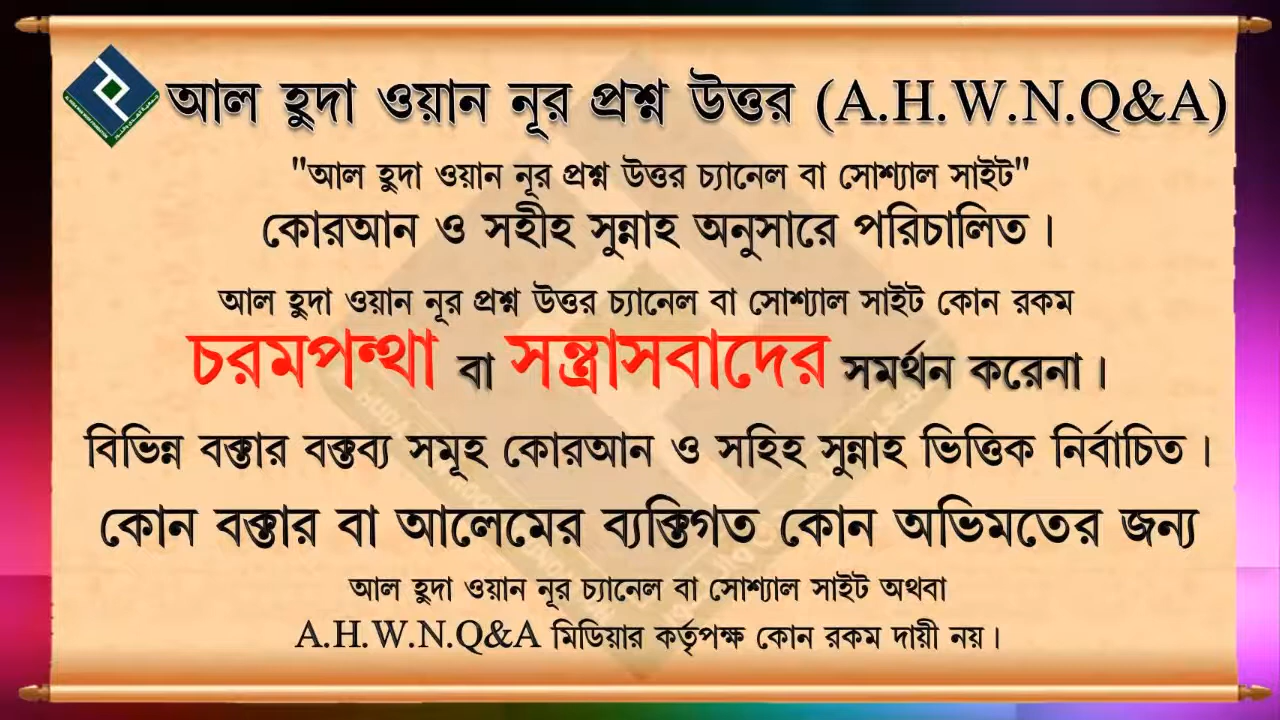 আল হুদা ওয়ান নূর প্রশ্ন উত্তর (A.H.W.N.Q&A)
"আল হুদা ওয়ান নূর প্রশ্ন উত্তর চ্যানেল বা সোশ্যাল সাইট"
কোরআন ও সহীহ সুন্নাহ অনুসারে পরিচালিত।
আল হুদা ওয়ান নূর প্রশ্ন উত্তর চ্যানেল বা সোশ্যাল সাইট কোন রকম
চরমপন্থা বা সন্ত্রাসবাদের সমর্থন করেনা।
বিভিন্ন বক্তার বক্তব্য সমূহ কোরআন ও সহিহ সুন্নাহ ভিত্তিক নির্বাচিত।
কোন বক্তার বা আলেমের ব্যক্তিগত কোন অভিমতের জন্য
আল হুদা ওয়ান নূর চ্যানেল বা সোশ্যাল সাইট অথবা
A.H.W.N.Q&A মিডিয়ার কর্তৃপক্ষ কোন রকম দায়ী নয়।